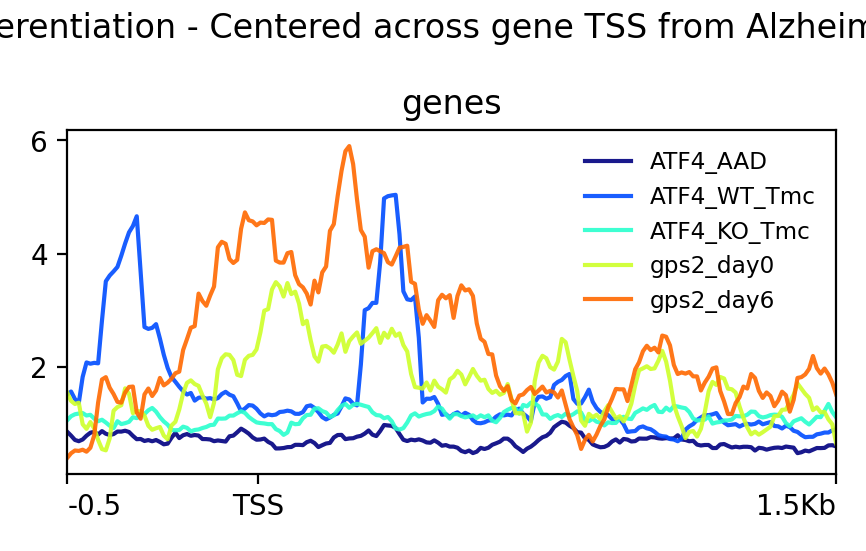 erentiation - Centered across gene TSS from Alzheim
genes
6
4
2
ATF4_AAD
ATF4_WT_Tmc
ATF4_KO_Tmc
gps2_day0
gps2_day6
-0.5
TSS
1.5Kb